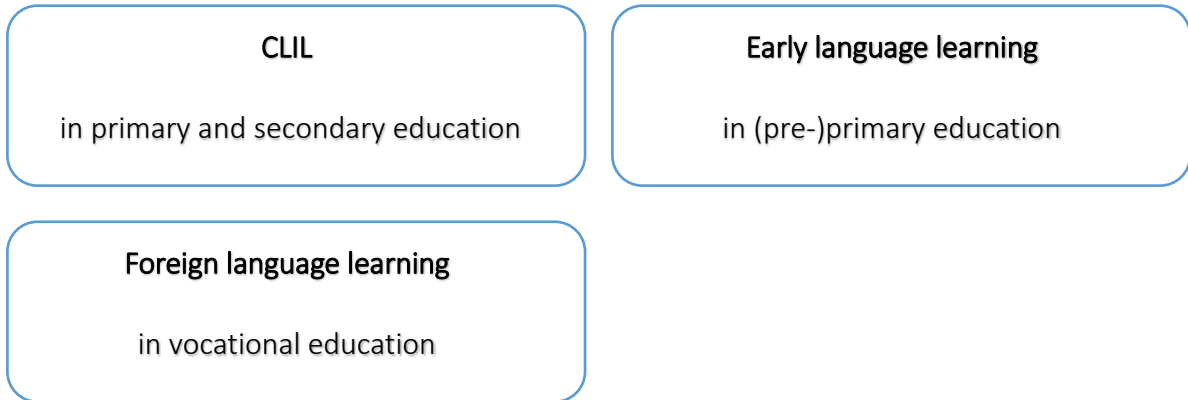 CLIL
in primary and secondary education
Early language learning
in (pre-)primary education
Foreign language learning
in vocational education